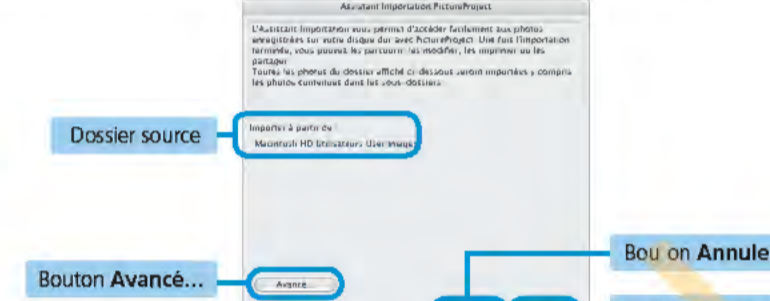 Assistant Importation PictureProject
L'Assistant Importation vous permet d'accéder facilement aux photos
enregistrées sur votre disque dur avec PictureProject. Une fois l'importation
terminée, vous pouvez les parcourir, les modifier, les imprimer ou les
partager.
Toutes les photos du dossier affiché ci-dessous seront importées y compris
les photos contenues dans les sous-dossiers.
Dossier source
Importer à partir de
Macintosh HD Utilisateurs User Images
Bou on Annule
Bouton Avancé...
Avancé...